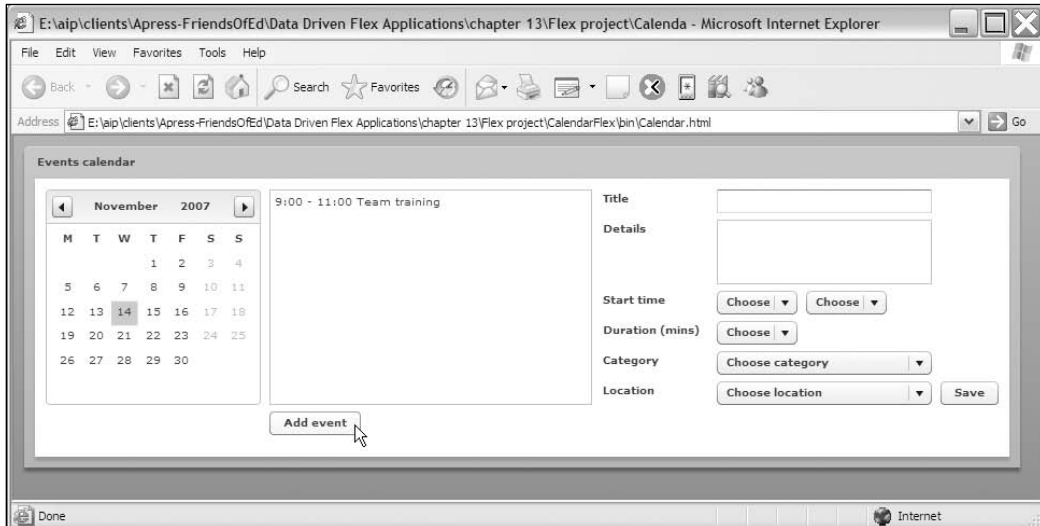 E:\aip\clients\Apress-FriendsOfEd\Data Driven Flex Applications\chapter 13\Flex project\Calenda - Microsoft Internet Explorer
File Edit View Favorites Tools Help
Back Search Favorites
Address E:\aip\clients\Apress-FriendsOfEd\Data Driven Flex Applications\chapter 13\Flex project\CalendarFlex\bin\Calendar.html Go
Events calendar
November 2007
M T W T F S S
1 2 3 4
5 6 7 8 9 10 11
12 13 14 15 16 17 18
19 20 21 22 23 24 25
26 27 28 29 30
9:00 - 11:00 Team training
Add event
Title
Details
Start time Choose Choose
Duration (mins) Choose
Category Choose category
Location Choose location Save
Done Internet